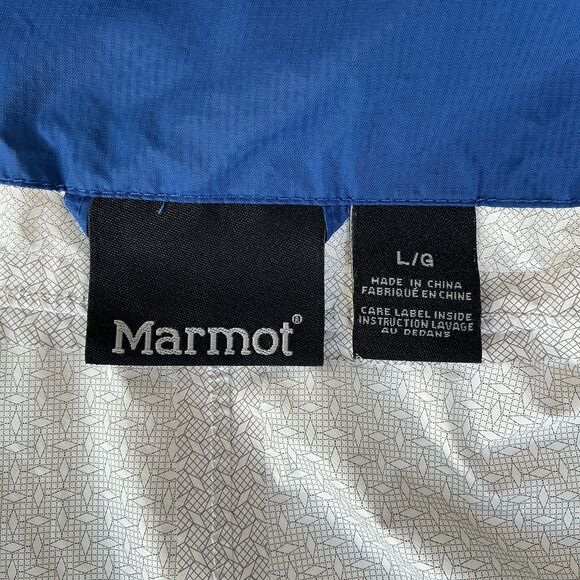 Marmot®
L/G
MADE IN CHINA
FABRIQUÉ EN CHINE
CARE LABEL INSIDE
INSTRUCTION LAVAGE
AU DEDANS